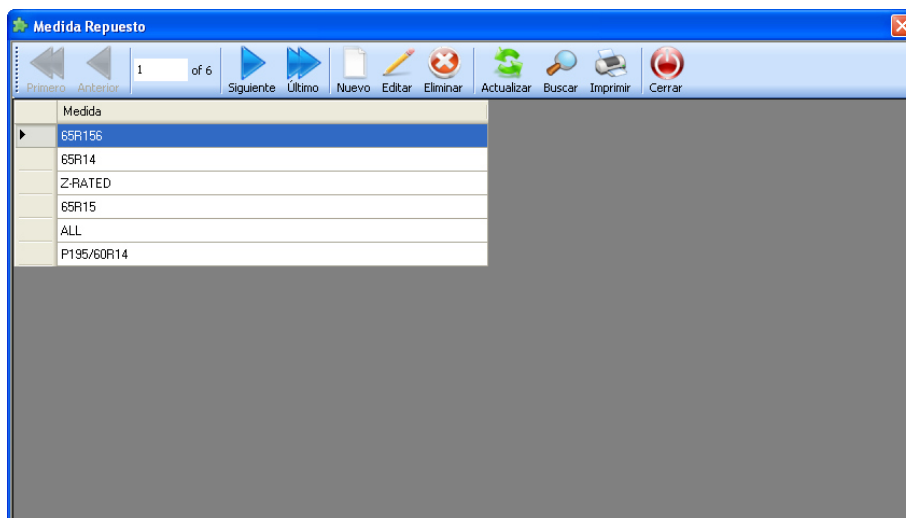 Medida Repuesto
1 of 6
Primero Anterior Siguiente Último Nuevo Editar Eliminar Actualizar Buscar Imprimir Cerrar
Medida
65R156
65R14
Z-RATED
65R15
ALL
P195/60R14